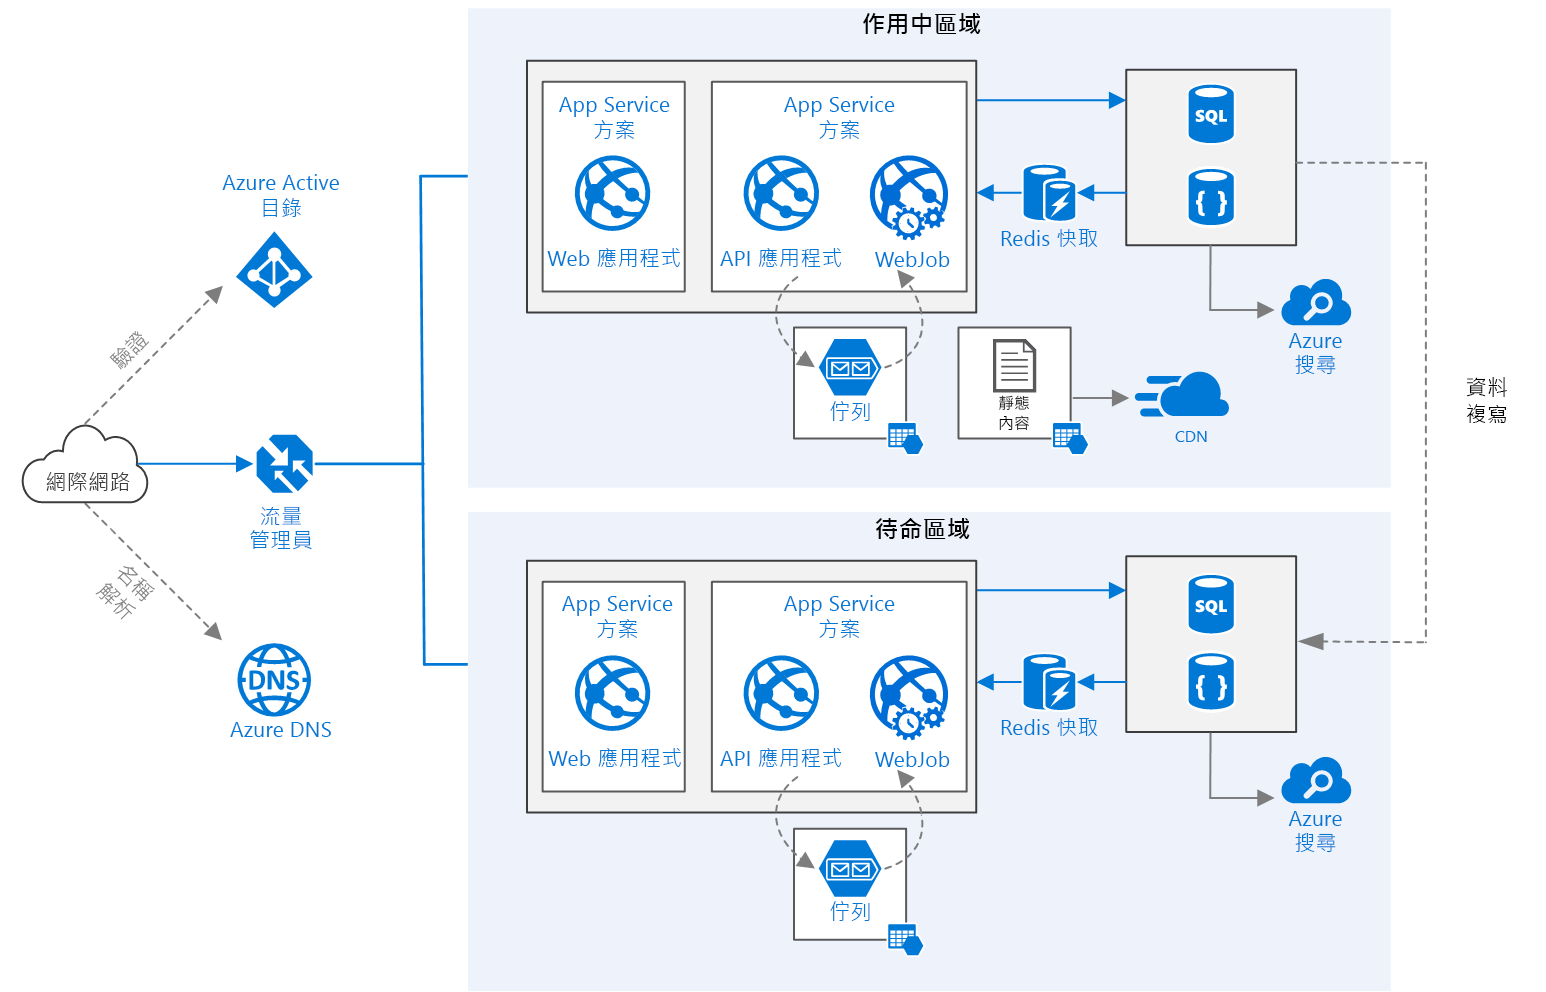 作用中區域
App Service
方案
Web 應用程式
App Service
方案
API 應用程式
WebJob
SQL
{ }
Redis 快取
Azure
搜尋
佇列
靜態
內容
CDN
Azure Active
目錄
驗證
網際網路
流量
管理員
名稱
解析
DNS
Azure DNS
資料
複寫
待命區域
App Service
方案
Web 應用程式
App Service
方案
API 應用程式
WebJob
SQL
{ }
Redis 快取
Azure
搜尋
佇列